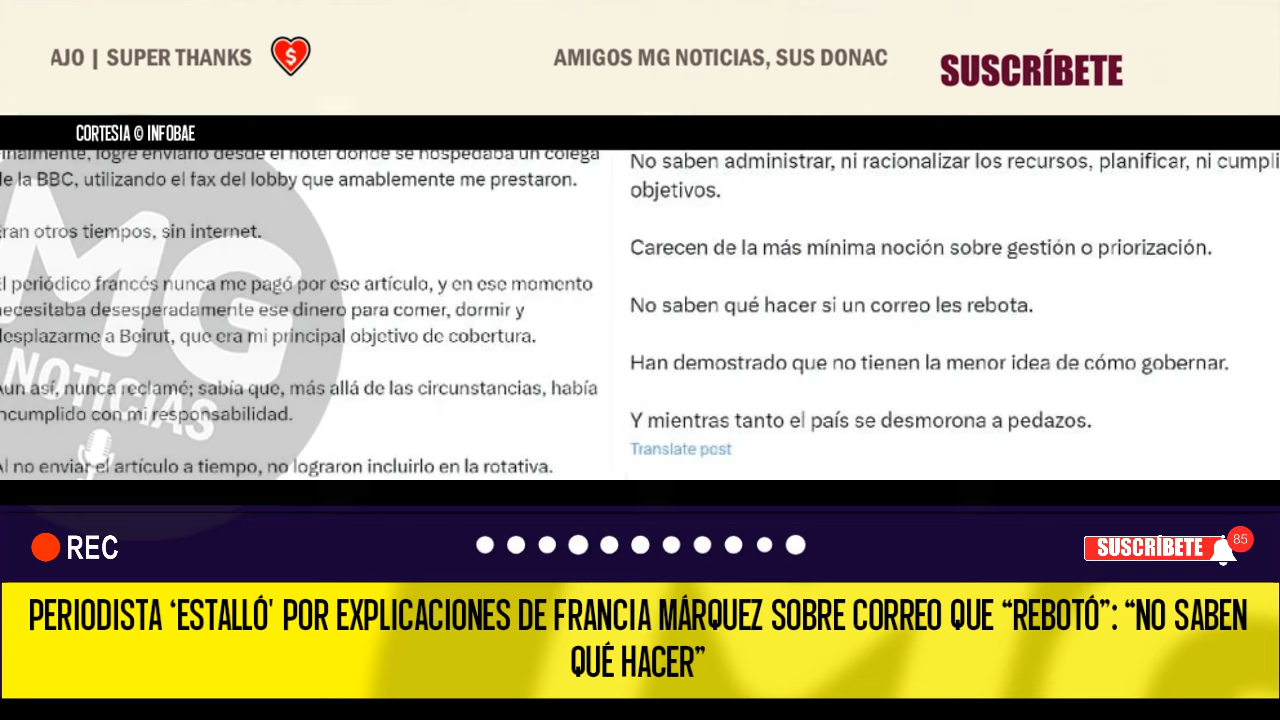 AJO | SUPER THANKS
AMIGOS MG NOTICIAS, SUS DONAC
SUSCRÍBETE
CORTESIA © INFOBAE
inalmente, logré enviarlo desde el hotel donde se hospedaba un colega
de la BBC, utilizando el fax del lobby que amablemente me prestaron.
Eran otros tiempos, sin internet.
El periódico francés nunca me pagó por ese artículo, y en ese momento
necesitaba desesperadamente ese dinero para comer, dormir y
desplazarme a Beirut, que era mi principal objetivo de cobertura.
Aun así, nunca reclamé; sabía que, más allá de las circunstancias, había
incumplido con mi responsabilidad.
Al no enviar el artículo a tiempo, no lograron incluirlo en la rotativa.
No saben administrar, ni racionalizar los recursos, planificar, ni cumpli
objetivos.
Carecen de la más mínima noción sobre gestión o priorización.
No saben qué hacer si un correo les rebota.
Han demostrado que no tienen la menor idea de cómo gobernar.
Y mientras tanto el país se desmorona a pedazos.
Translate post
MG
NOTICIAS
REC
SUSCRÍBETE
85
PERIODISTA ‘ESTALLÓ' POR EXPLICACIONES DE FRANCIA MÁRQUEZ SOBRE CORREO QUE “REBOTÓ”: “NO SABEN
QUÉ HACER”